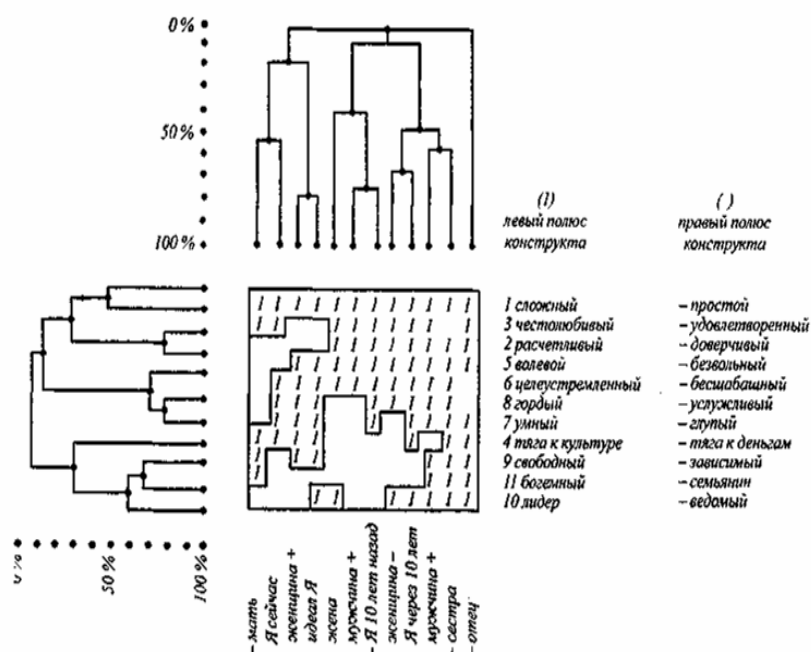 0%
50%
100%
(1)
левый полюс
конструкта
( )
правый полюс
конструкта
1 сложный
– простой
3 честолюбивый
– удовлетворенный
2 расчетливый
– доверчивый
5 волевой
– безвольный
6 целеустремленный
– бесшабашный
8 гордый
– услужливый
7 умный
– глупый
4 тяга к культуре
– тяга к деньгам
9 свободный
– зависимый
11 богемный
– семьянин
10 лидер
– ведомый
0%
50%
100%
– мать
Я сейчас
женщина +
идеал Я
жена
мужчина +
– Я 10 лет назад
женщина –
Я через 10 лет
мужчина +
– сестра
– отец